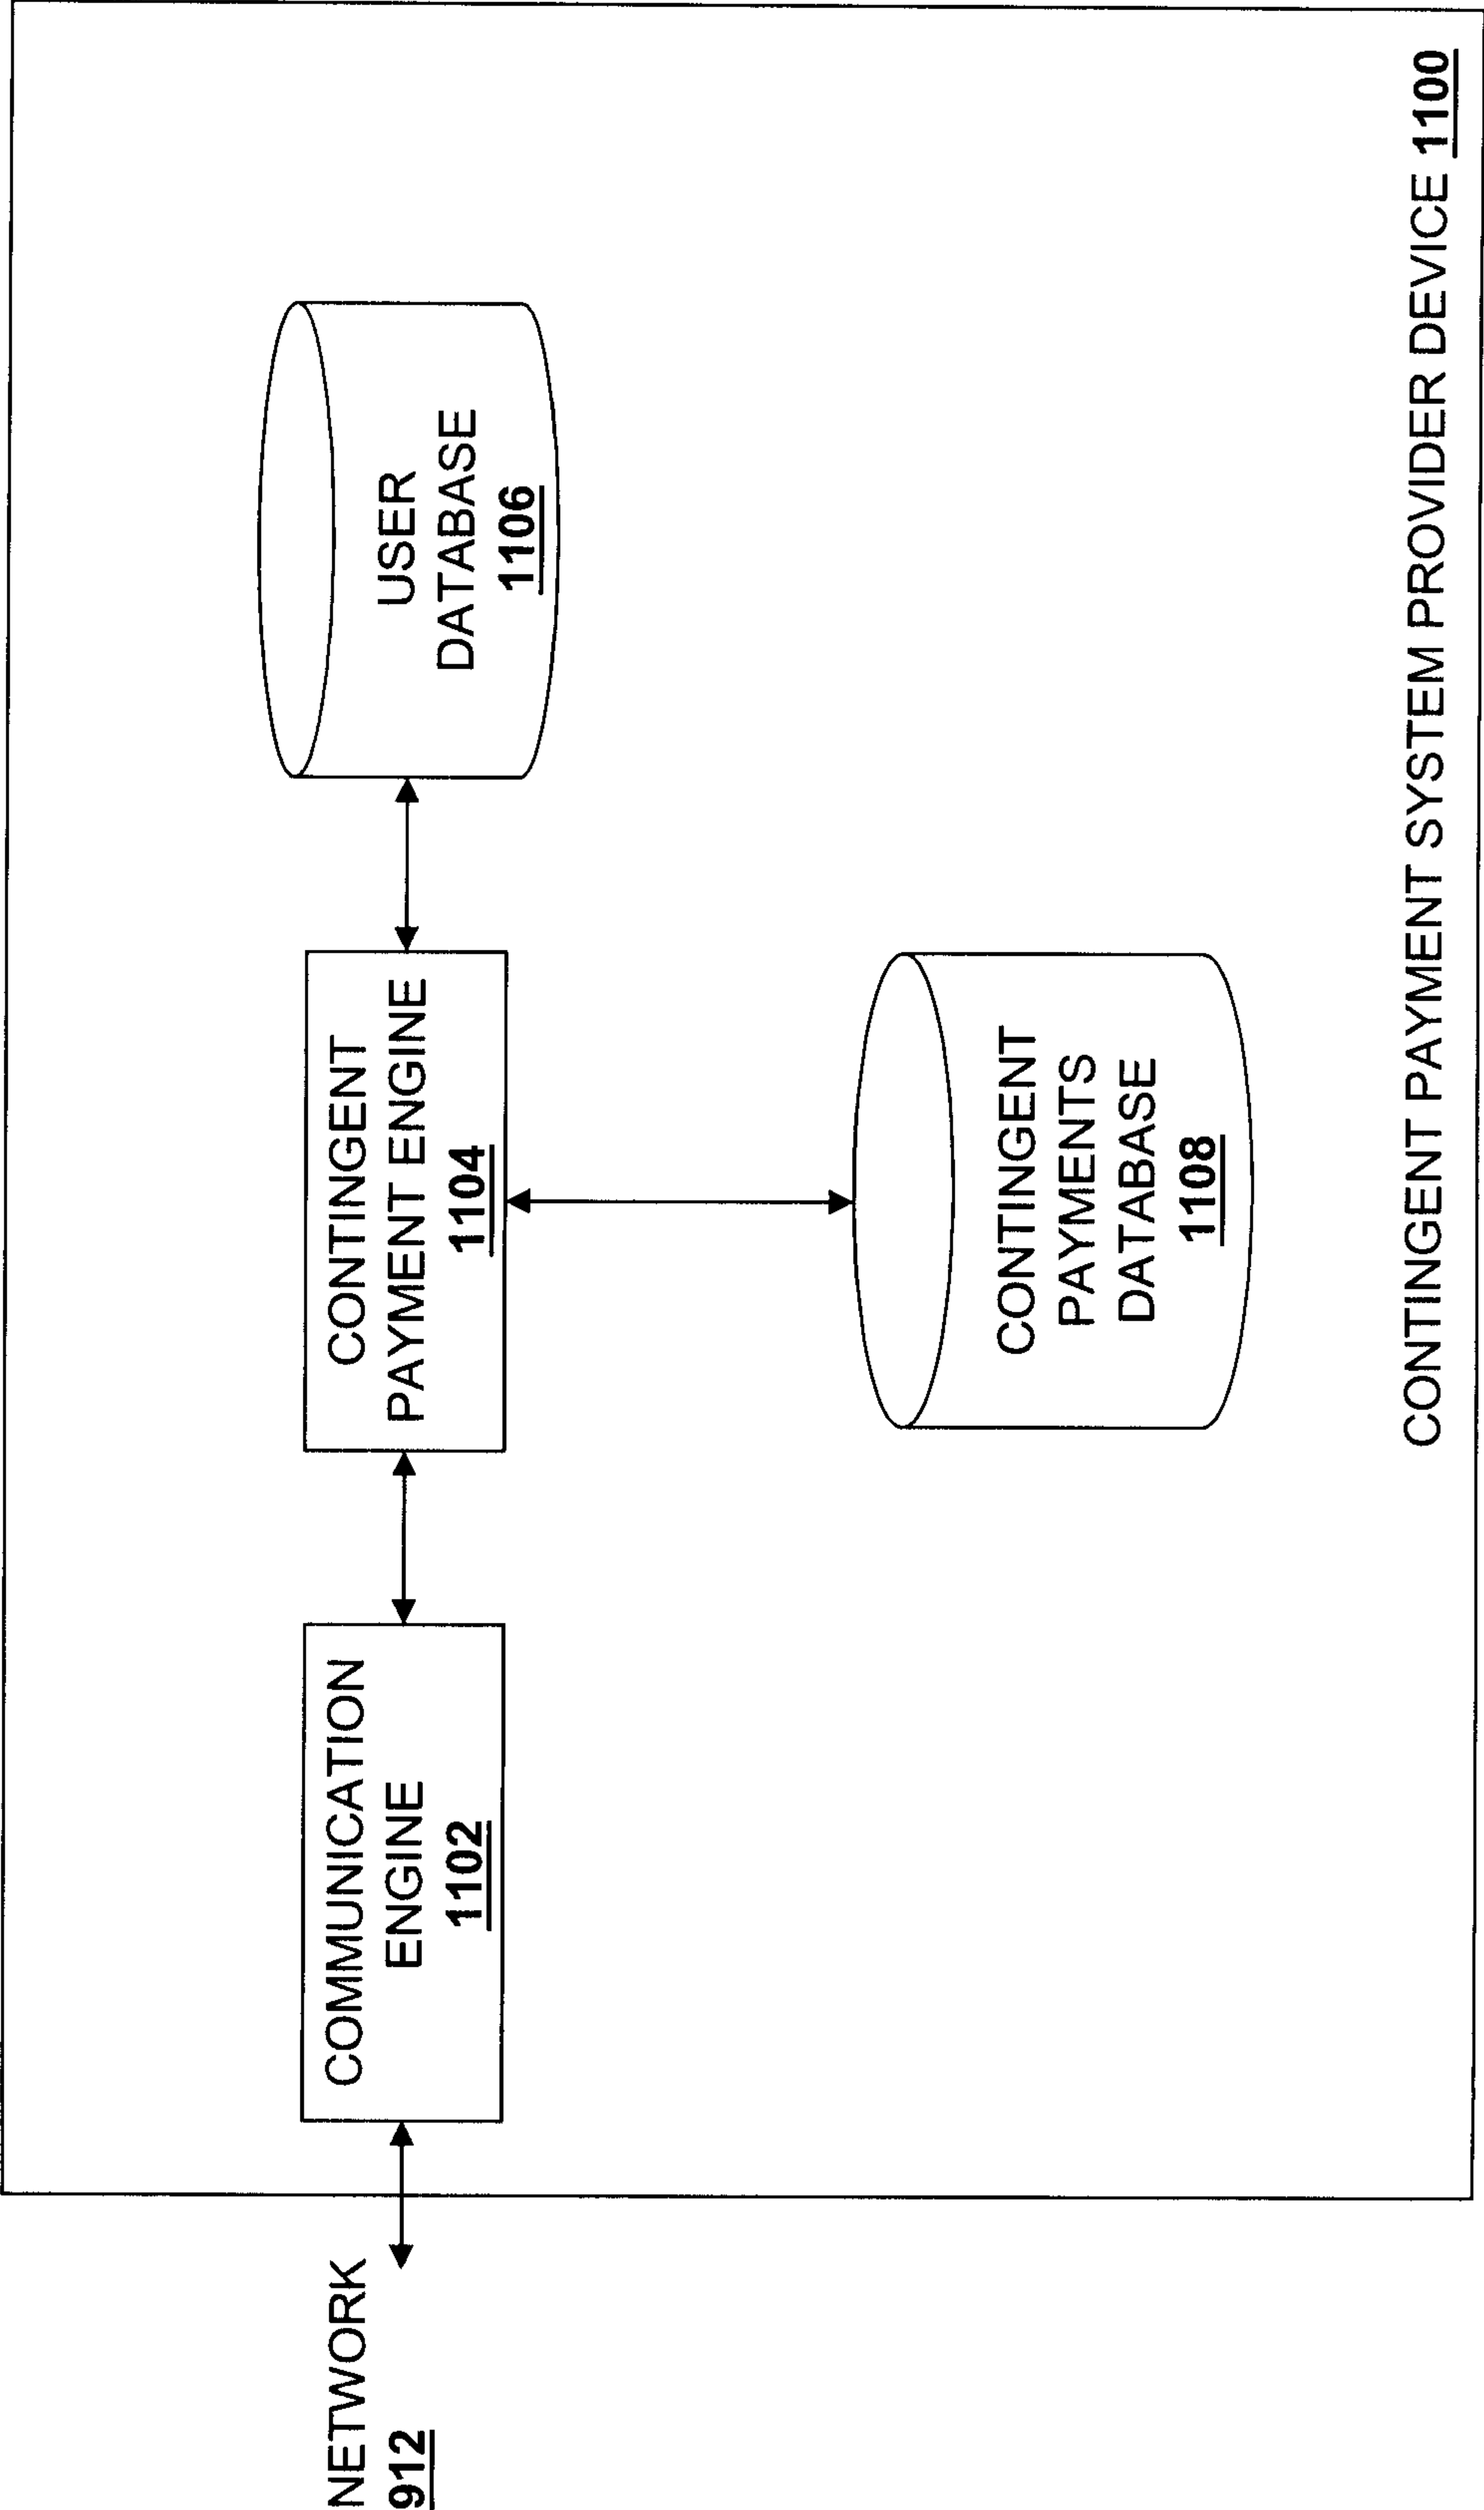 NETWORK
912
COMMUNICATION
ENGINE
1102
CONTINGENT
PAYMENT ENGINE
1104
USER
DATABASE
1106
CONTINGENT
PAYMENTS
DATABASE
1108
CONTINGENT PAYMENT SYSTEM PROVIDER DEVICE 1100